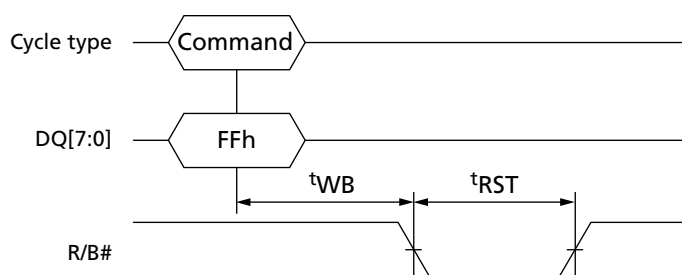 Cycle type Command
DQ[7:0] FFh
tWB tRST
R/B#